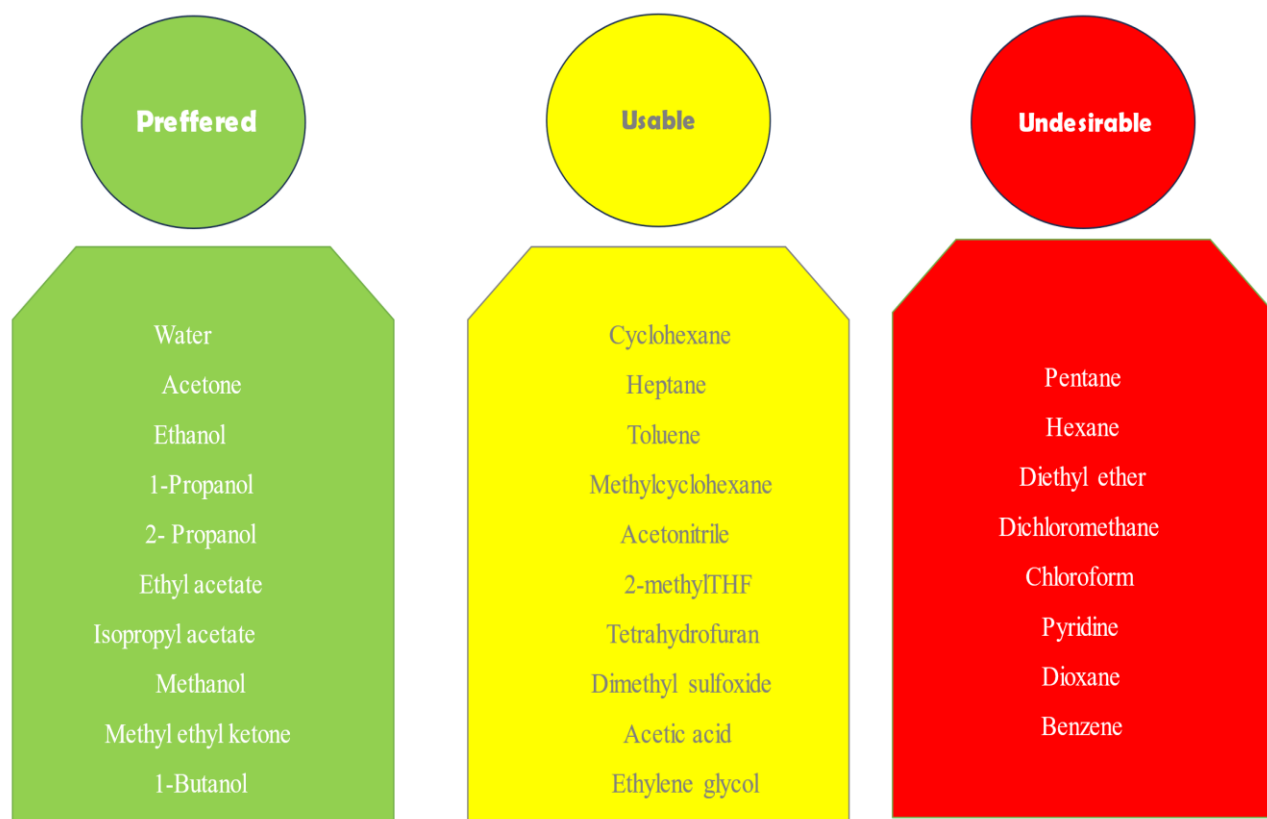 Preffered
Water
Acetone
Ethanol
1-Propanol
2- Propanol
Ethyl acetate
Isopropyl acetate
Methanol
Methyl ethyl ketone
1-Butanol
Usable
Cyclohexane
Heptane
Toluene
Methylcyclohexane
Acetonitrile
2-methylTHF
Tetrahydrofuran
Dimethyl sulfoxide
Acetic acid
Ethylene glycol
Undesirable
Pentane
Hexane
Diethyl ether
Dichloromethane
Chloroform
Pyridine
Dioxane
Benzene